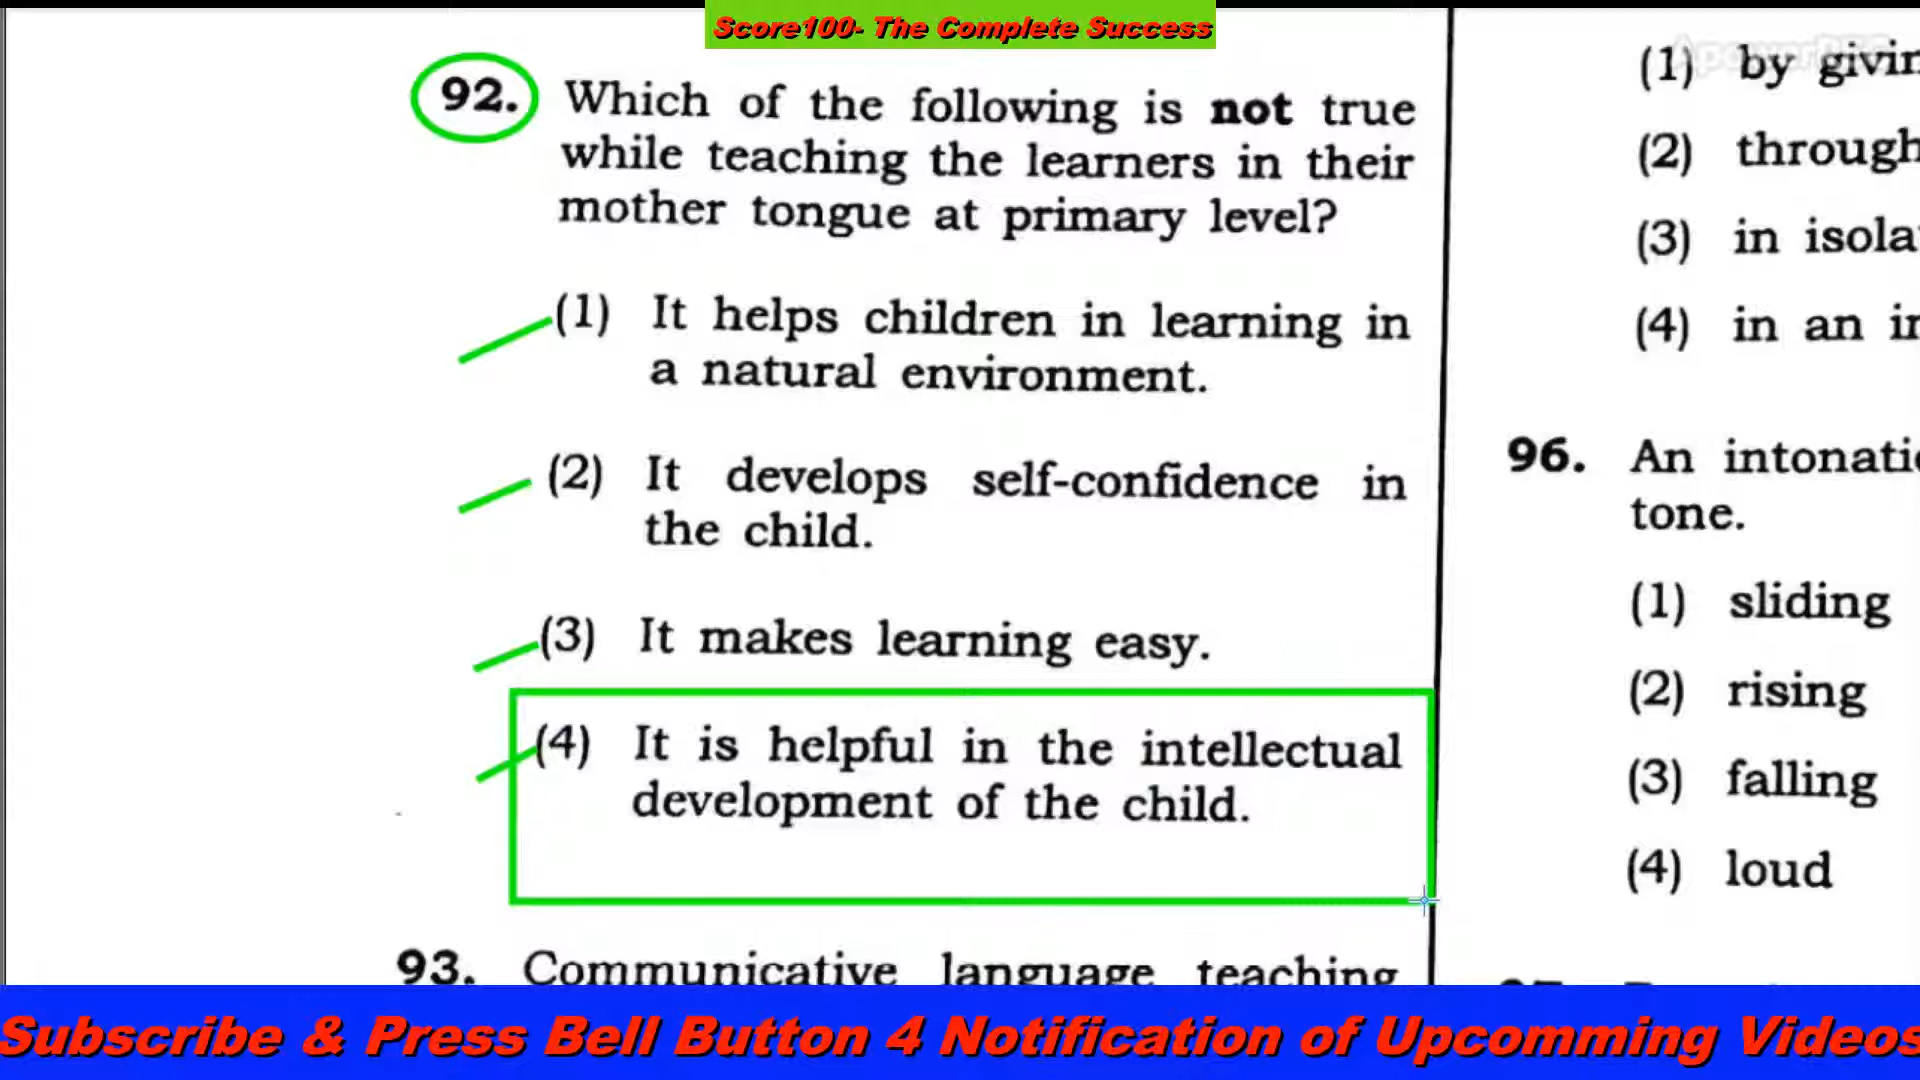 Score100- The Complete Success
92. Which of the following is not true
while teaching the learners in their
mother tongue at primary level?
(1) It helps children in learning in
a natural environment.
(2) It develops self-confidence in
the child.
(3) It makes learning easy.
(4) It is helpful in the intellectual
development of the child.
93. Communicative language teaching
(1) by
(2) through
(3) in
(4) in an
96. An
tone.
(1) sliding
(2) rising
(3) falling
(4) loud
Subscribe & Press Bell Button 4 Notification of Upcomming Videos